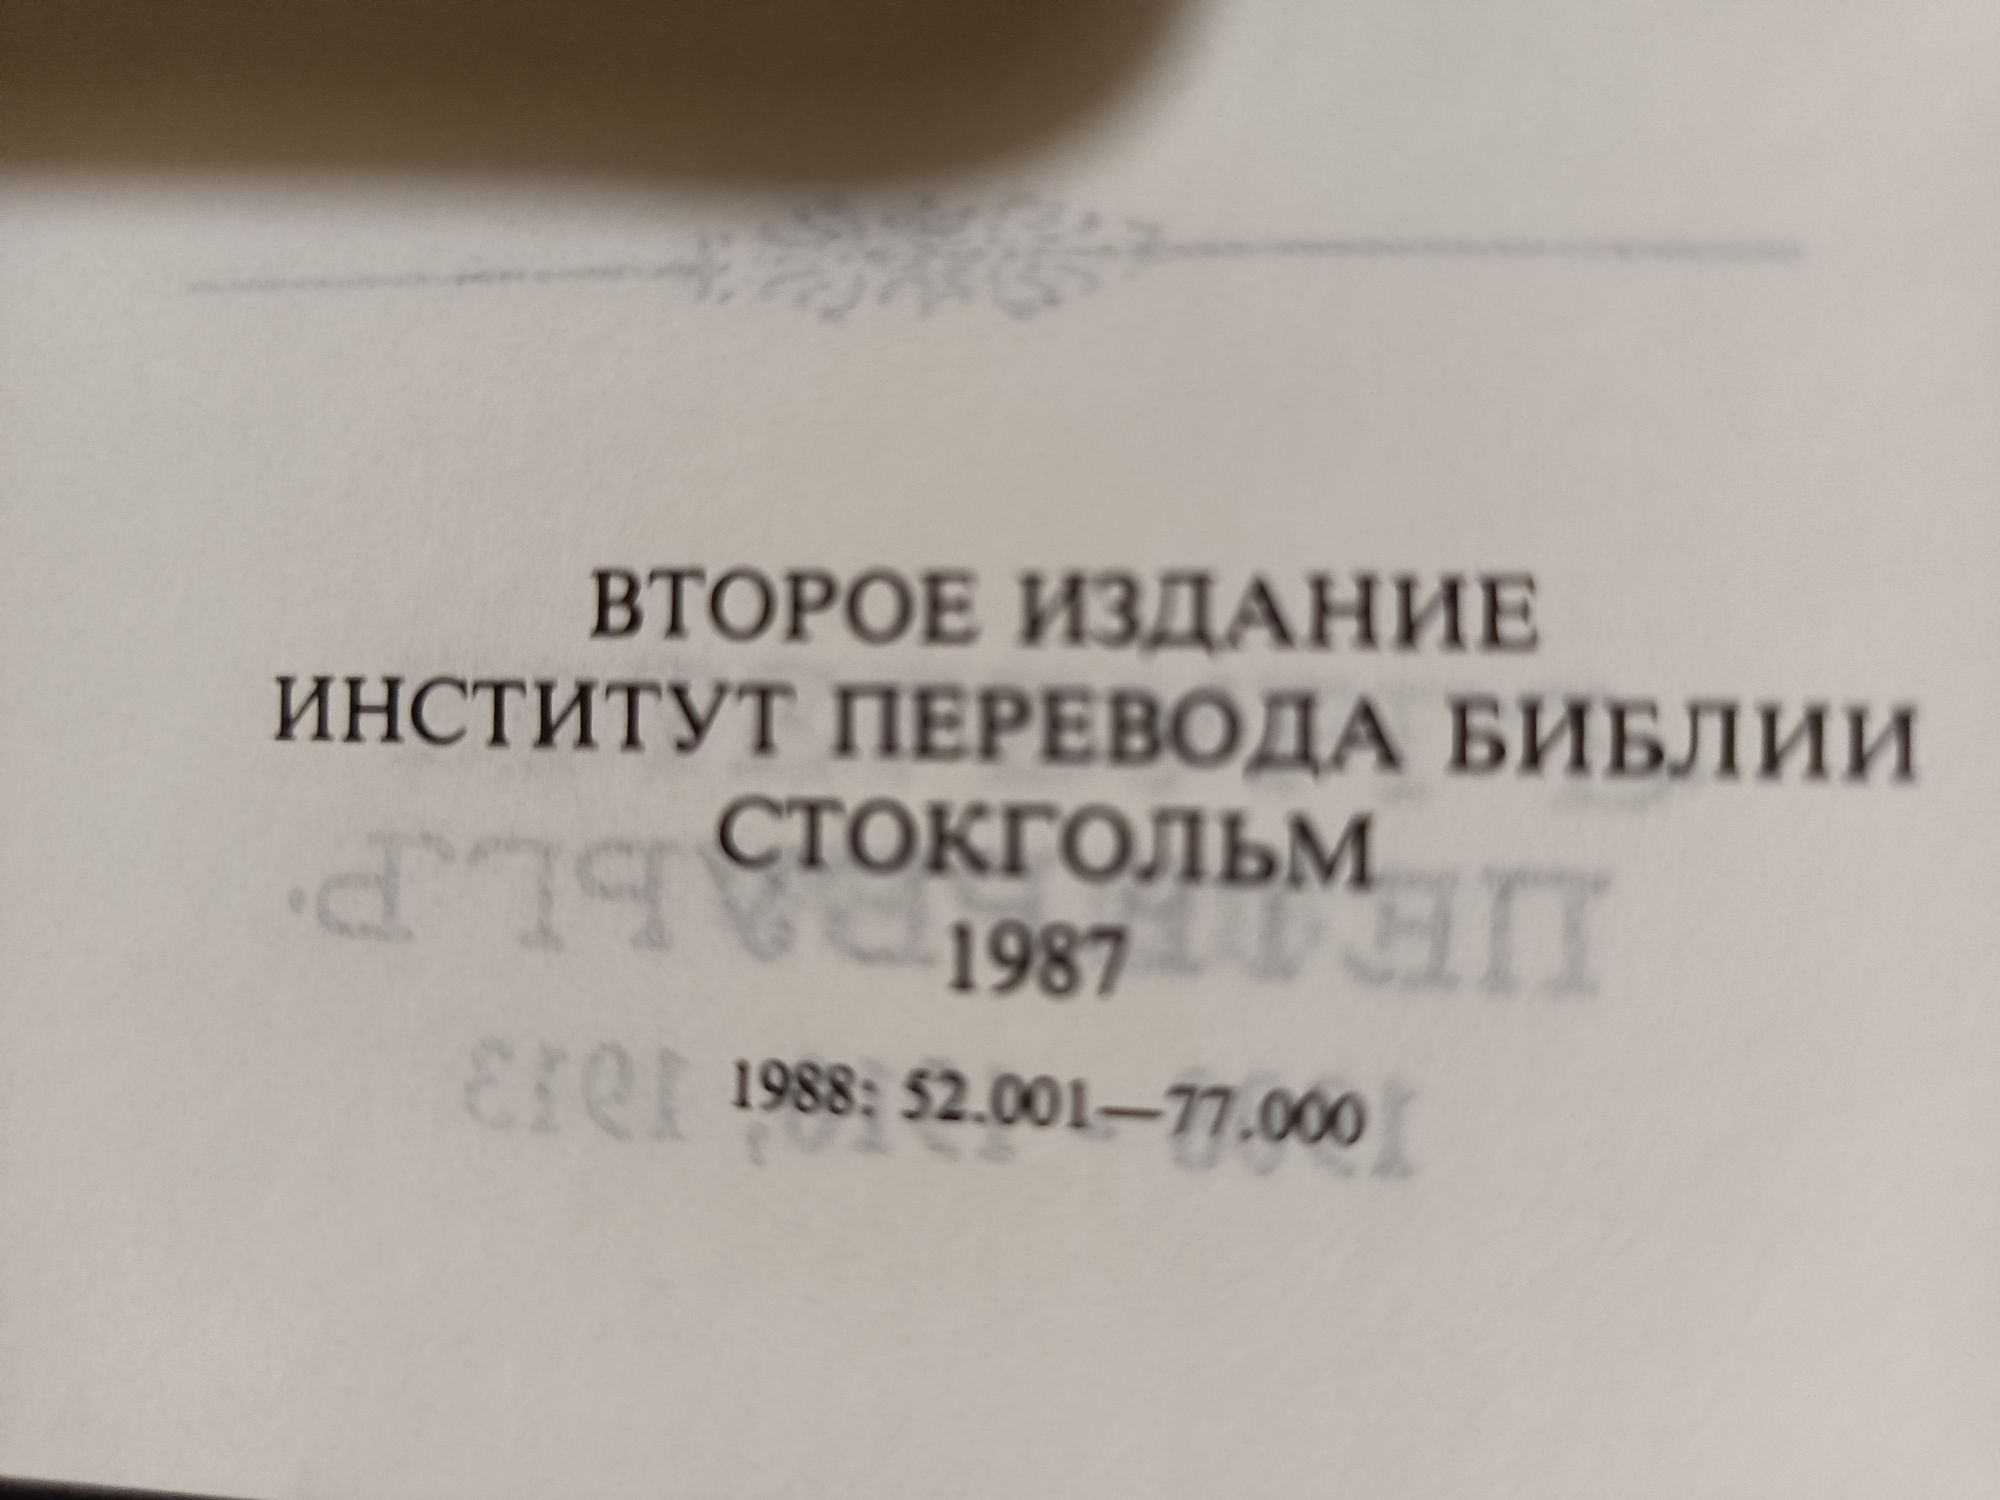 ВТОРОЕ ИЗДАНИЕ
ИНСТИТУТ ПЕРЕВОДА БИБЛИИ
СТОКГОЛЬМ
1987
1988: 52.001—77.000